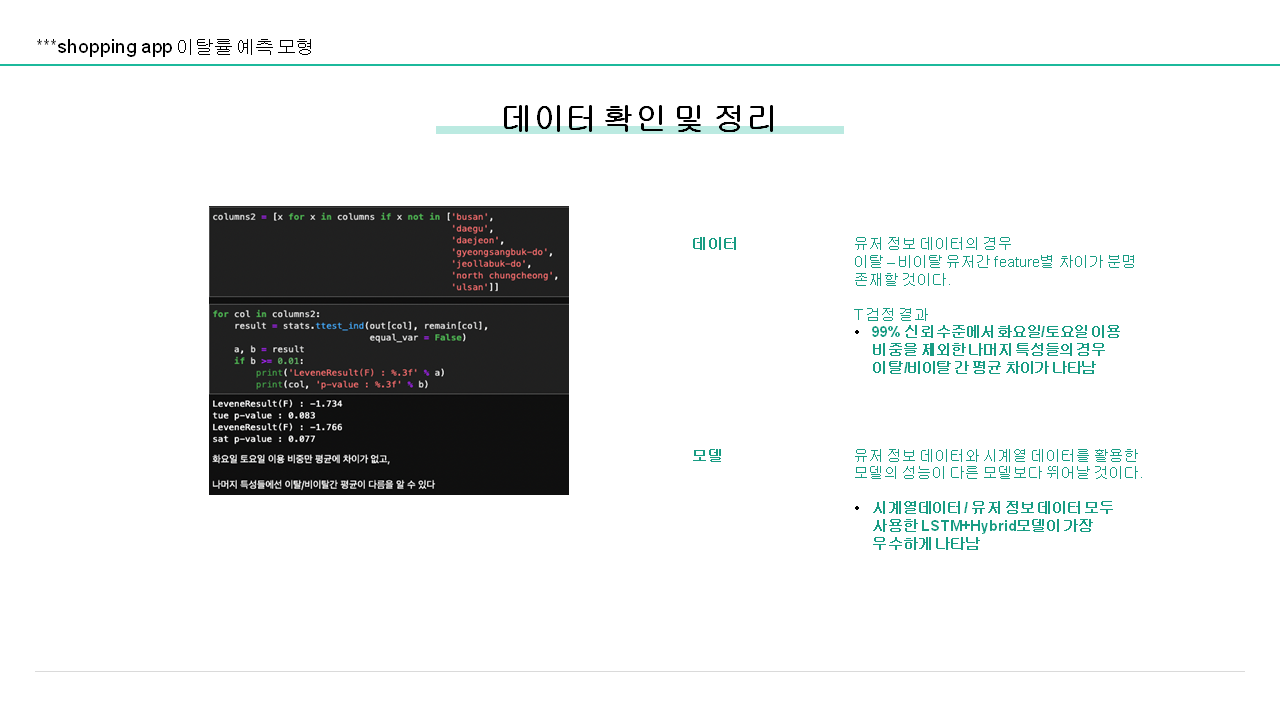 ***shopping app 이탈률 예측 모형
데이터 확인 및 정리
columns2 = [x for x in columns if x not in ['busan',
'daegu',
'daejeon',
'gyeongsangbuk-do',
'jeollabuk-do',
'north chungcheong',
'ulsan']]
for col in columns2:
result = stats.ttest_ind(out[col], remain[col],
equal_var = False)
a, b = result
if b >= 0.01:
print('LeveneResult(F) : %.3f' % a)
print(col, 'p-value : %.3f' % b)
LeveneResult(F) : -1.734
tue p-value : 0.083
LeveneResult(F) : -1.766
sat p-value : 0.077
화요일 토요일 이용 비중만 평균에 차이가 없고,
나머지 특성들에선 이탈/비이탈간 평균이 다름을 알 수 있다
데이터
유저 정보 데이터의 경우
이탈 – 비이탈 유저간 feature별 차이가 분명
존재할 것이다.
T 검정 결과
• 99% 신뢰 수준에서 화요일/토요일 이용
비중을 제외한 나머지 특성들의 경우
이탈/비이탈 간 평균 차이가 나타남
모델
유저 정보 데이터와 시계열 데이터를 활용한
모델의 성능이 다른 모델보다 뛰어날 것이다.
• 시계열데이터 / 유저 정보 데이터 모두
사용한 LSTM+Hybrid모델이 가장
우수하게 나타남